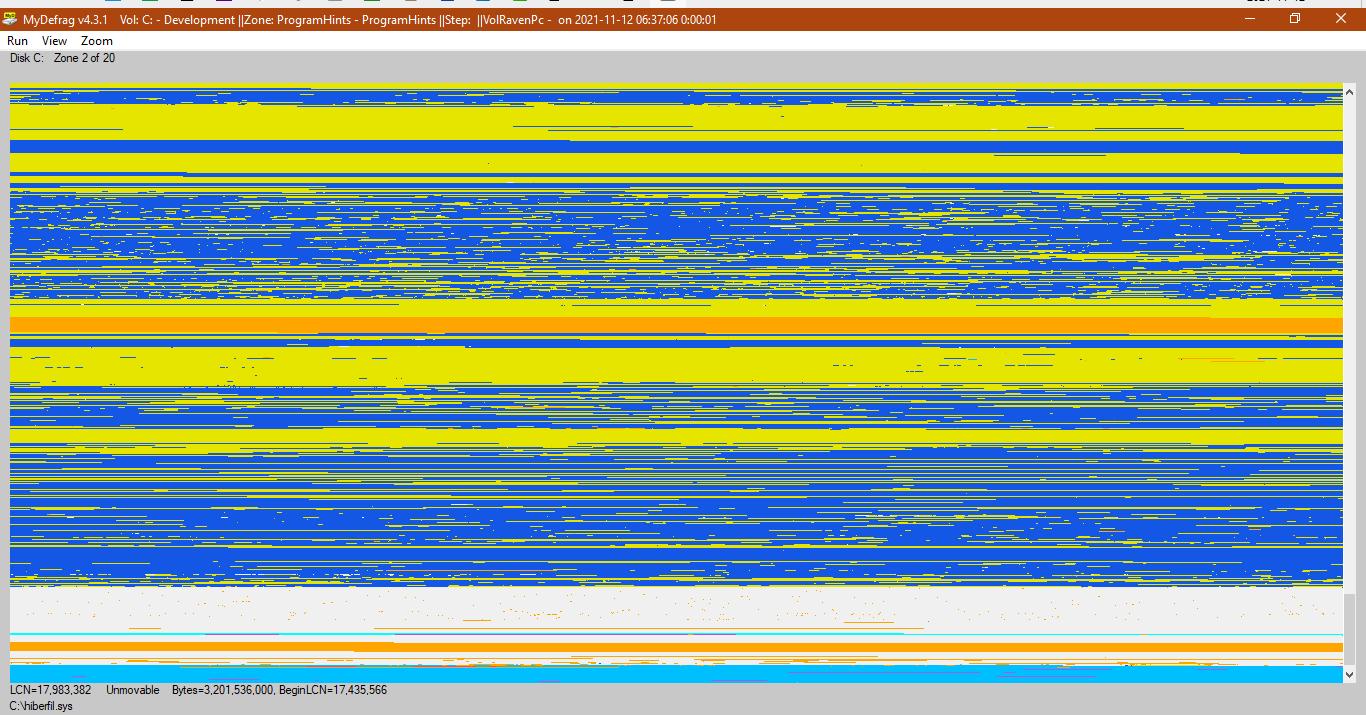 MyDefrag v4.3.1 Vol: C: - Development ||Zone: ProgramHints - ProgramHints ||Step: ||VolRavenPc - on 2021-11-12 06:37:06 0:00:01
Run View Zoom
Disk C: Zone 2 of 20
LCN=17,983,382 Unmovable Bytes=3,201,536,000, BeginLCN=17,435,566
C:\hiberfil.sys